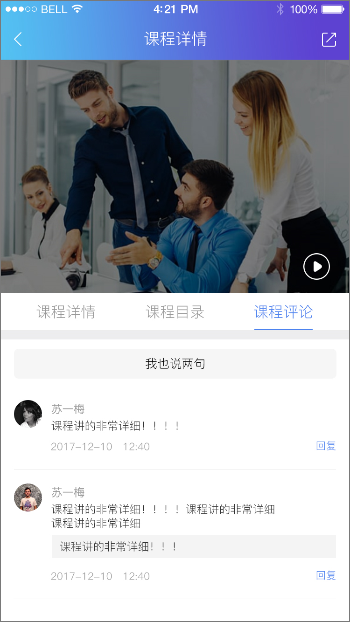 BELL 4:21 PM 100%
课程详情
课程详情 课程目录 课程评论
我也说两句
苏一梅
课程讲的非常详细！！！！
2017-12-10 12:40 回复
苏一梅
课程讲的非常详细！！！！课程讲的非常详细
课程讲的非常详细
课程讲的非常详细！！！
2017-12-10 12:40 回复